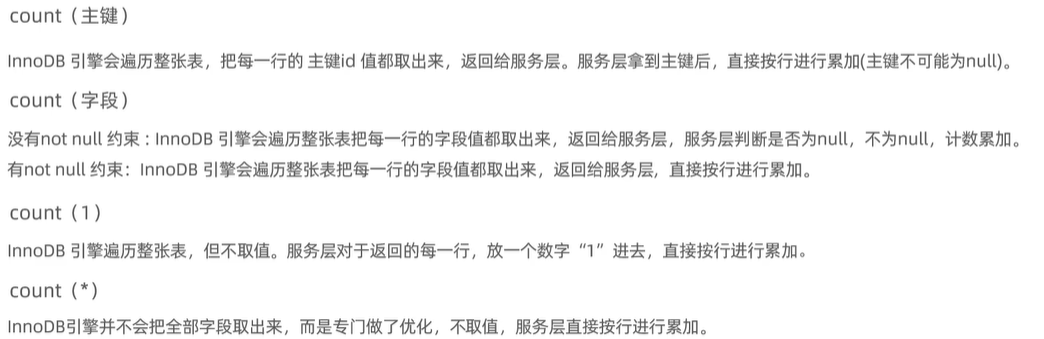 count（主键）
InnoDB 引擎会遍历整张表，把每一行的 主键id 值都取出来，返回给服务层。服务层拿到主键后，直接按行进行累加(主键不可能为null)。
count（字段）
没有not null 约束 : InnoDB 引擎会遍历整张表把每一行的字段值都取出来，返回给服务层，服务层判断是否为null，不为null，计数累加。
有not null 约束：InnoDB 引擎会遍历整张表把每一行的字段值都取出来，返回给服务层，直接按行进行累加。
count（1）
InnoDB 引擎遍历整张表，但不取值。服务层对于返回的每一行，放一个数字“1”进去，直接按行进行累加。
count（*）
InnoDB引擎并不会把全部字段取出来，而是专门做了优化，不取值，服务层直接按行进行累加。